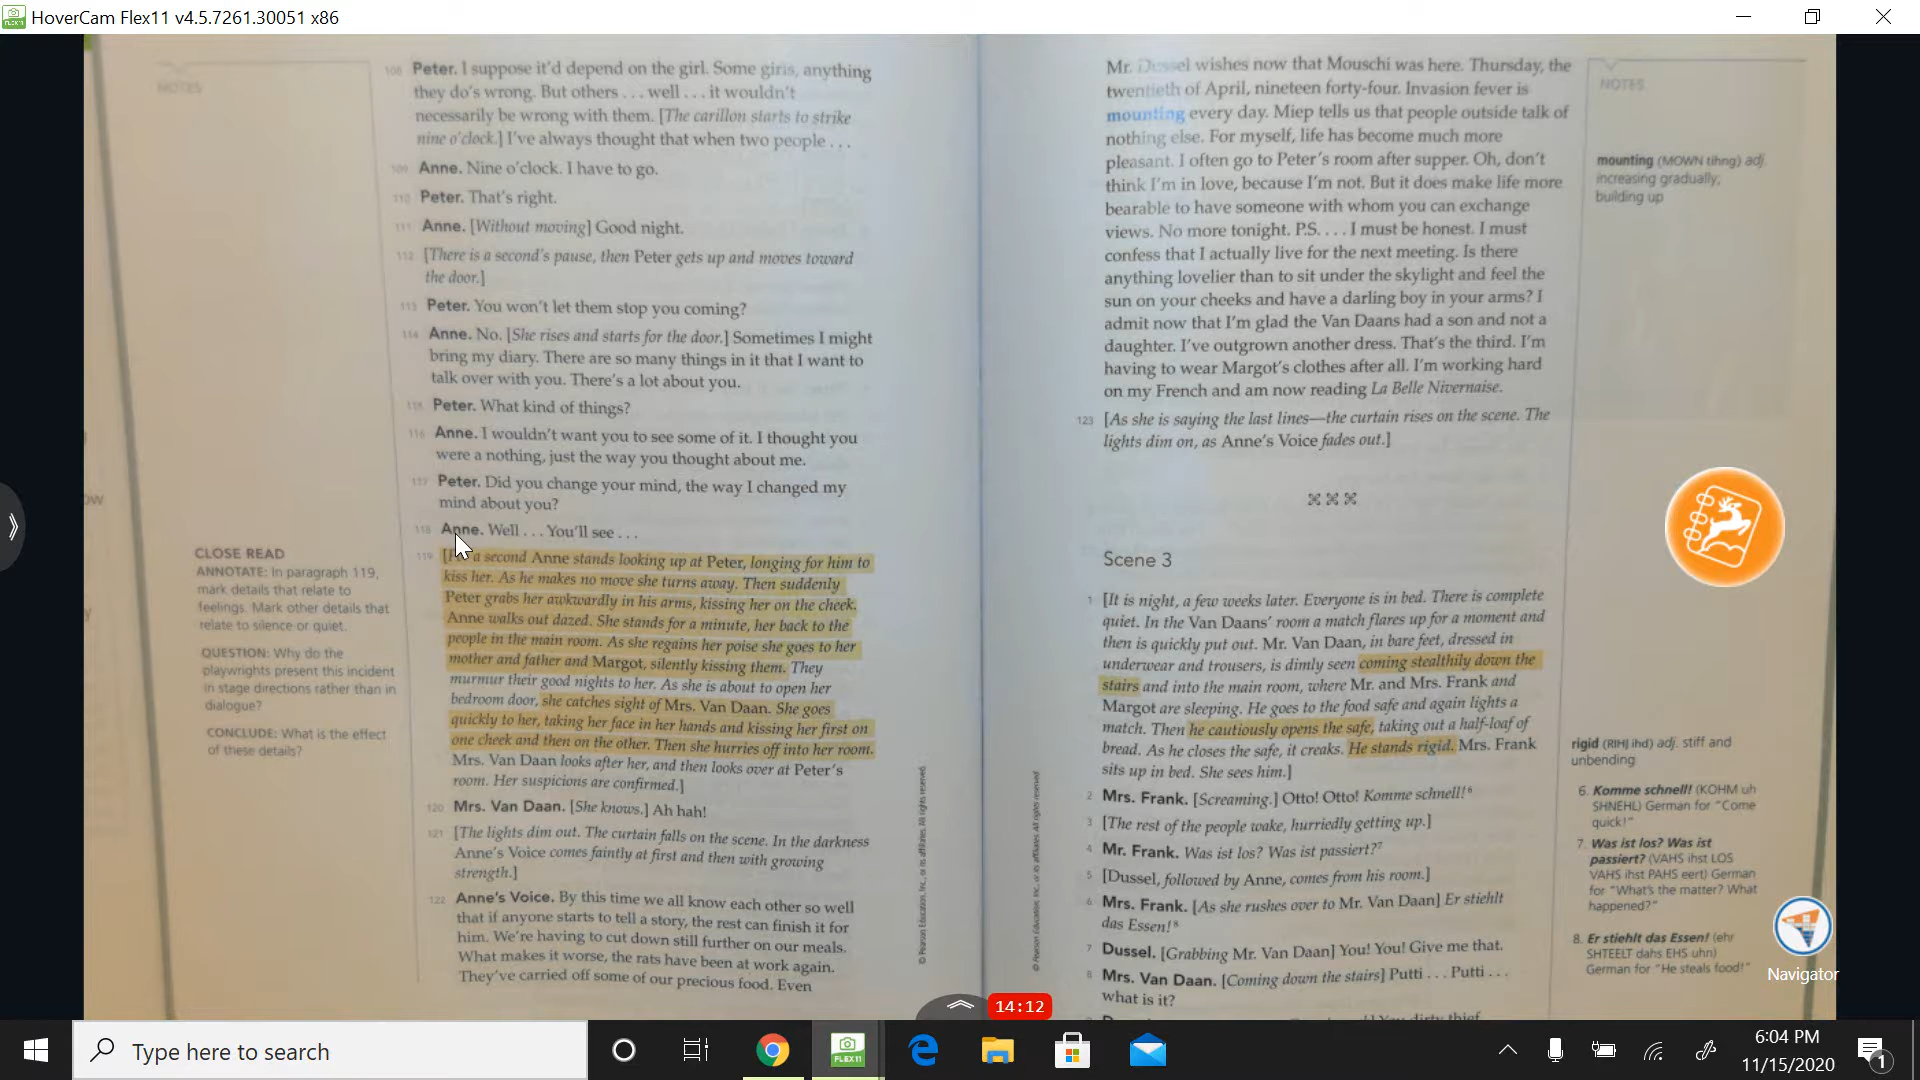 HoverCam Flex11 v4.5.7261.30051 x86
NOTES
108 Peter. I suppose it'd depend on the girl. Some girls, anything
they do's wrong. But others . . . well . . . it wouldn't
necessarily be wrong with them. [The carillon starts to strike
nine o'clock.] I've always thought that when two people . . .
109 Anne. Nine o'clock. I have to go.
110 Peter. That's right.
111 Anne. [Without moving] Good night.
112 [There is a second's pause, then Peter gets up and moves toward
the door.]
113 Peter. You won't let them stop you coming?
114 Anne. No. [She rises and starts for the door.] Sometimes I might
bring my diary. There are so many things in it that I want to
talk over with you. There's a lot about you.
115 Peter. What kind of things?
116 Anne. I wouldn't want you to see some of it. I thought you
were a nothing, just the way you thought about me.
117 Peter. Did you change your mind, the way I changed my
mind about you?
118 Anne. Well . . . You'll see . . .
119 a second Anne stands looking up at Peter, longing for him to
kiss her. As he makes no move she turns away. Then suddenly
Peter grabs her awkwardly in his arms, kissing her on the cheek.
Anne walks out dazed. She stands for a minute, her back to the
people in the main room. As she regains her poise she goes to her
mother and father and Margot, silently kissing them. They
murmur their good nights to her. As she is about to open her
bedroom door, she catches sight of Mrs. Van Daan. She goes
quickly to her, taking her face in her hands and kissing her first on
one cheek and then on the other. Then she hurries off into her room.
Mrs. Van Daan looks after her, and then looks over at Peter's
room. Her suspicions are confirmed.]
120 Mrs. Van Daan. [She knows.] Ah hah!
121 [The lights dim out. The curtain falls on the scene. In the darkness
Anne's Voice comes faintly at first and then with growing
strength.]
122 Anne's Voice. By this time we all know each other so well
that if anyone starts to tell a story, the rest can finish it for
him. We're having to cut down still further on our meals.
What makes it worse, the rats have been at work again.
They've carried off some of our precious food. Even
CLOSE READ
ANNOTATE: In paragraph 119,
mark details that relate to
feelings. Mark other details that
relate to silence or quiet.
QUESTION: Why do the
playwrights present this incident
in stage directions rather than in
dialogue?
CONCLUDE: What is the effect
of these details?
© Pearson Education, Inc., or its affiliates. All rights reserved.
Mr. Dussel wishes now that Mouschi was here. Thursday, the
twentieth of April, nineteen forty-four. Invasion fever is
mounting every day. Miep tells us that people outside talk of
nothing else. For myself, life has become much more
pleasant. I often go to Peter's room after supper. Oh, don't
think I'm in love, because I'm not. But it does make life more
bearable to have someone with whom you can exchange
views. No more tonight. P.S. . . . I must be honest. I must
confess that I actually live for the next meeting. Is there
anything lovelier than to sit under the skylight and feel the
sun on your cheeks and have a darling boy in your arms? I
admit now that I'm glad the Van Daans had a son and not a
daughter. I've outgrown another dress. That's the third. I'm
having to wear Margot's clothes after all. I'm working hard
on my French and am now reading La Belle Nivernaise.
123 [As she is saying the last lines—the curtain rises on the scene. The
lights dim on, as Anne's Voice fades out.]
Scene 3
1 [It is night, a few weeks later. Everyone is in bed. There is complete
quiet. In the Van Daans' room a match flares up for a moment and
then is quickly put out. Mr. Van Daan, in bare feet, dressed in
underwear and trousers, is dimly seen coming stealthily down the
stairs and into the main room, where Mr. and Mrs. Frank and
Margot are sleeping. He goes to the food safe and again lights a
match. Then he cautiously opens the safe, taking out a half-loaf of
bread. As he closes the safe, it creaks. He stands rigid. Mrs. Frank
sits up in bed. She sees him.]
2 Mrs. Frank. [Screaming.] Otto! Otto! Komme schnell!6
3 [The rest of the people wake, hurriedly getting up.]
4 Mr. Frank. Was ist los? Was ist passiert?7
5 [Dussel, followed by Anne, comes from his room.]
6 Mrs. Frank. [As she rushes over to Mr. Van Daan] Er stiehlt
das Essen!8
7 Dussel. [Grabbing Mr. Van Daan] You! You! Give me that.
8 Mrs. Van Daan. [Coming down the stairs] Putti . . . Putti . . .
what is it?
You dirty thief
© Pearson Education, Inc., or its affiliates. All rights reserved.
NOTES
mounting (MOWN tihng) adj.
increasing gradually;
building up
rigid (RIHJ ihd) adj. stiff and
unbending
6. Komme schnell! (KOHM uh
SHNEHL) German for "Come
quick!"
7. Was ist los? Was ist
passiert? (VAHS ihst LOS
VAHS ihst PAHS eert) German
for "What's the matter? What
happened?"
8. Er stiehlt das Essen! (ehr
SHTEELT dahs EHS uhn)
German for "He steals food!"
Navigator
14:12
Type here to search
FLEX11
6:04 PM
11/15/2020
1